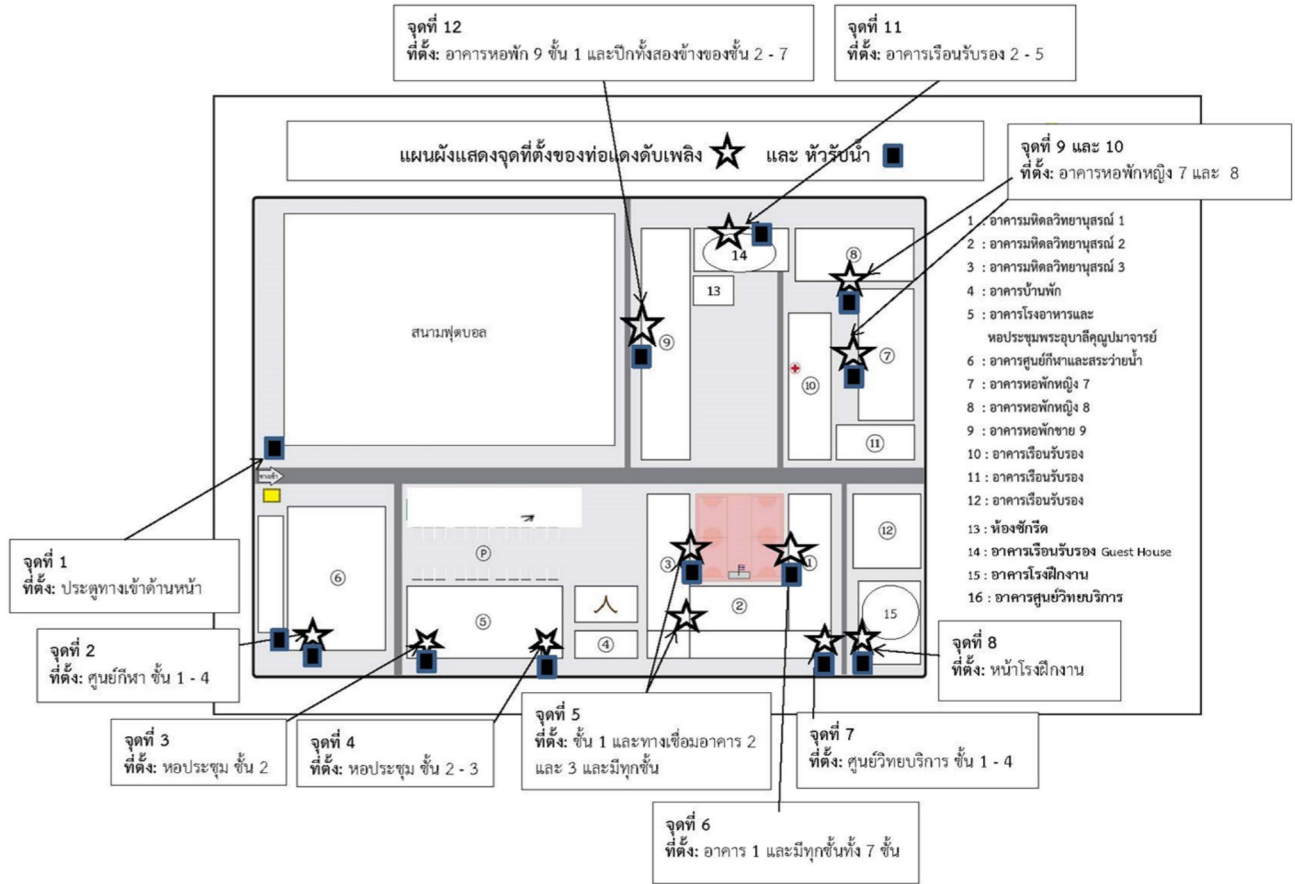 จุดที่ 12
ที่ตั้ง: อาคารหอพัก 9 ชั้น 1 และปีกทั้งสองข้างของชั้น 2 - 7
จุดที่ 11
ที่ตั้ง: อาคารเรือนรับรอง 2 - 5
แผนผังแสดงจุดที่ตั้งของท่อแดงดับเพลิง และ หัวรับน้ำ
จุดที่ 9 และ 10
ที่ตั้ง: อาคารหอพักหญิง 7 และ 8
1 : อาคารมหิดลวิทยานุสรณ์ 1
2 : อาคารมหิดลวิทยานุสรณ์ 2
3 : อาคารมหิดลวิทยานุสรณ์ 3
4 : อาคารบ้านพัก
5 : อาคารโรงอาหารและ
หอประชุมพระอุบาลีคุณูปมาจารย์
6 : อาคารศูนย์กีฬาและสระว่ายน้ำ
7 : อาคารหอพักหญิง 7
8 : อาคารหอพักหญิง 8
9 : อาคารหอพักชาย 9
10 : อาคารเรือนรับรอง
11 : อาคารเรือนรับรอง
12 : อาคารเรือนรับรอง
13 : ห้องซักรีด
14 : อาคารเรือนรับรอง Guest House
15 : อาคารโรงฝึกงาน
16 : อาคารศูนย์วิทยบริการ
14
8
13
สนามฟุตบอล
9
7
10
11
ทางเข้า
12
P
3
1
6
2
5
15
4
จุดที่ 1
ที่ตั้ง: ประตูทางเข้าด้านหน้า
จุดที่ 2
ที่ตั้ง: ศูนย์กีฬา ชั้น 1 - 4
จุดที่ 8
ที่ตั้ง: หน้าโรงฝึกงาน
จุดที่ 3
ที่ตั้ง: หอประชุม ชั้น 2
จุดที่ 4
ที่ตั้ง: หอประชุม ชั้น 2 - 3
จุดที่ 5
ที่ตั้ง: ชั้น 1 และทางเชื่อมอาคาร 2
และ 3 และมีทุกชั้น
จุดที่ 7
ที่ตั้ง: ศูนย์วิทยบริการ ชั้น 1 - 4
จุดที่ 6
ที่ตั้ง: อาคาร 1 และมีทุกชั้นทั้ง 7 ชั้น